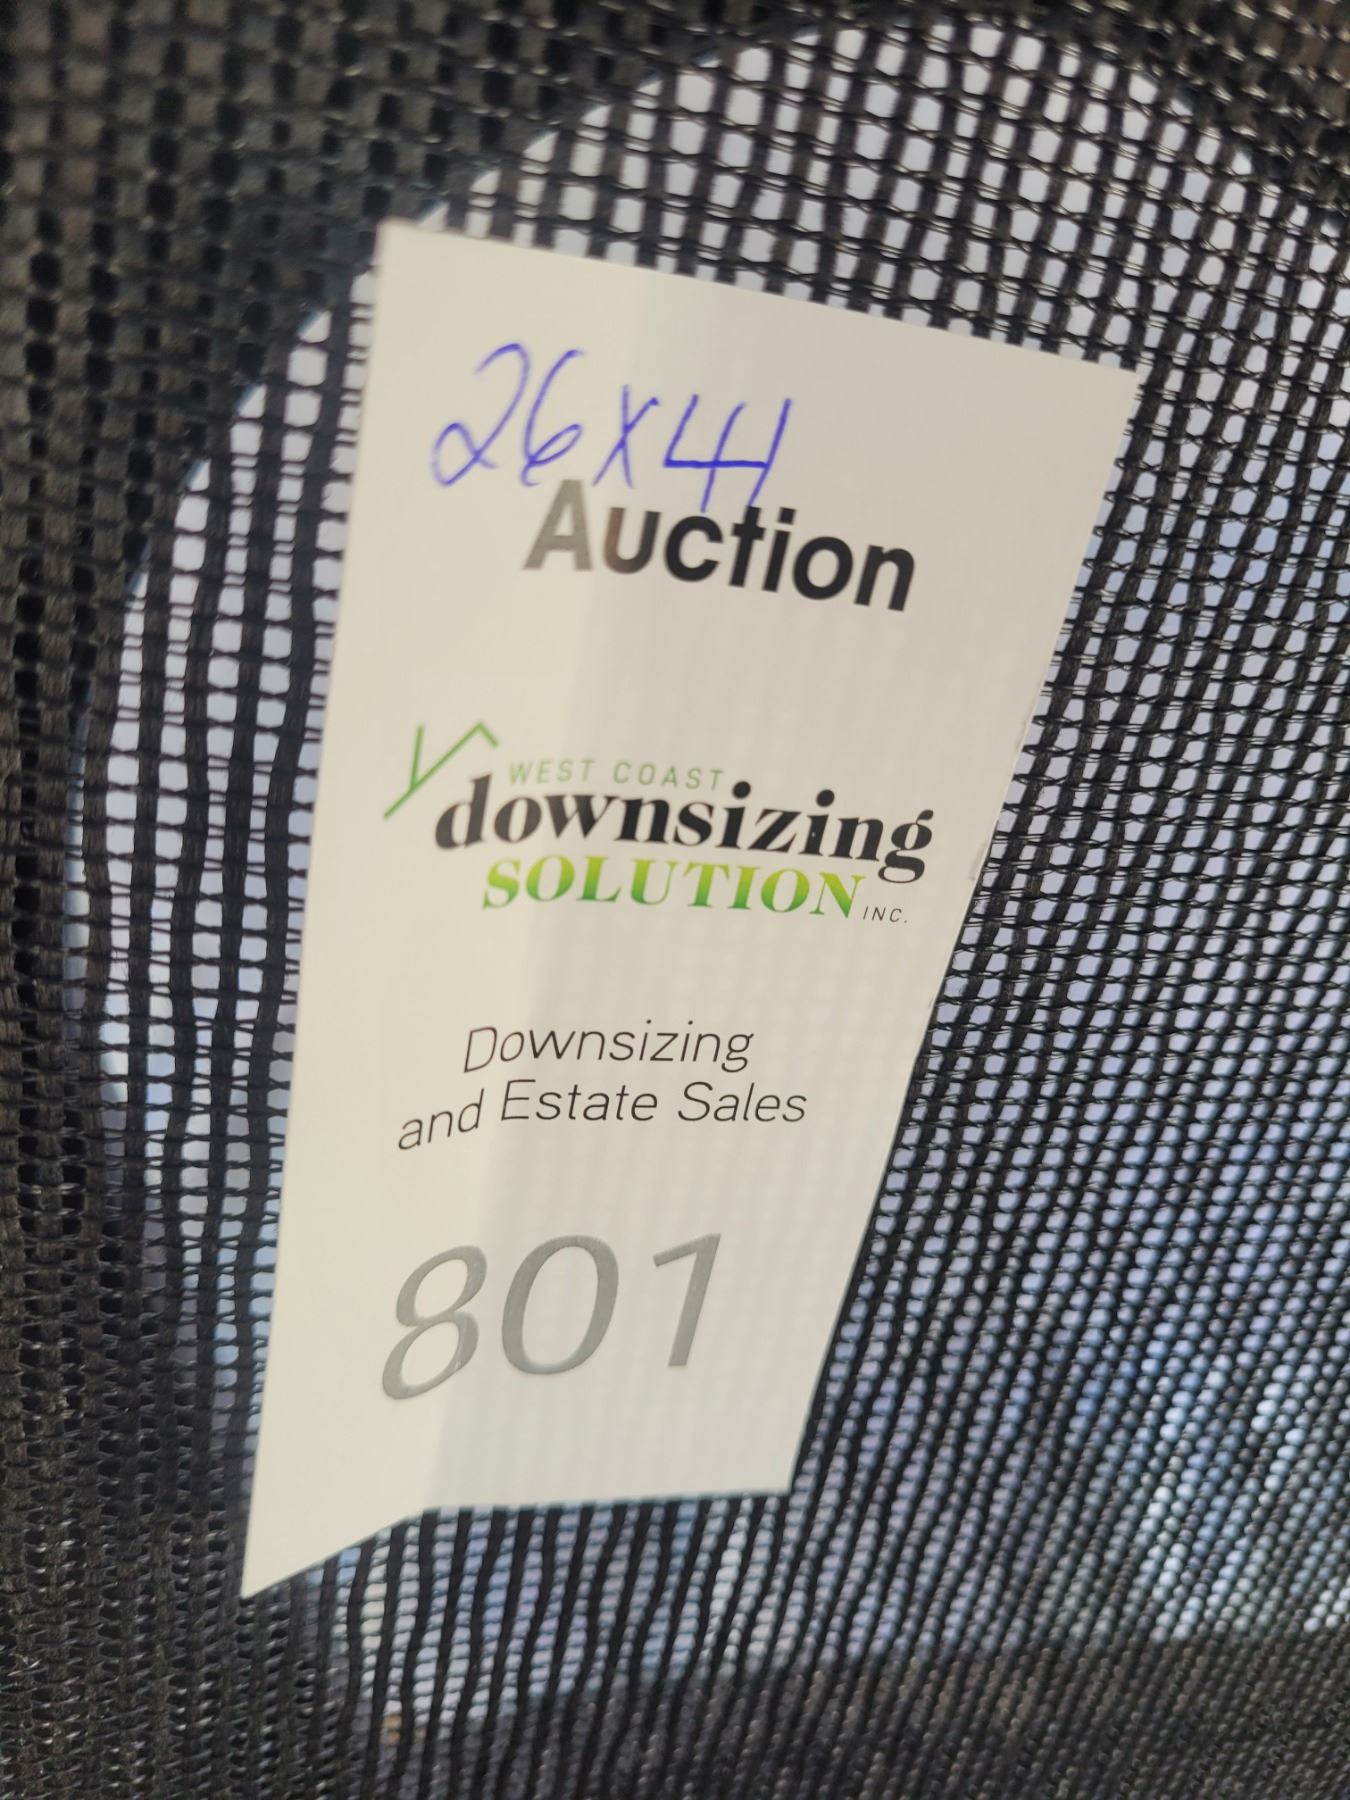 26x41
Auction
WEST COAST
downsizing
SOLUTION INC.
Downsizing
and Estate Sales
801